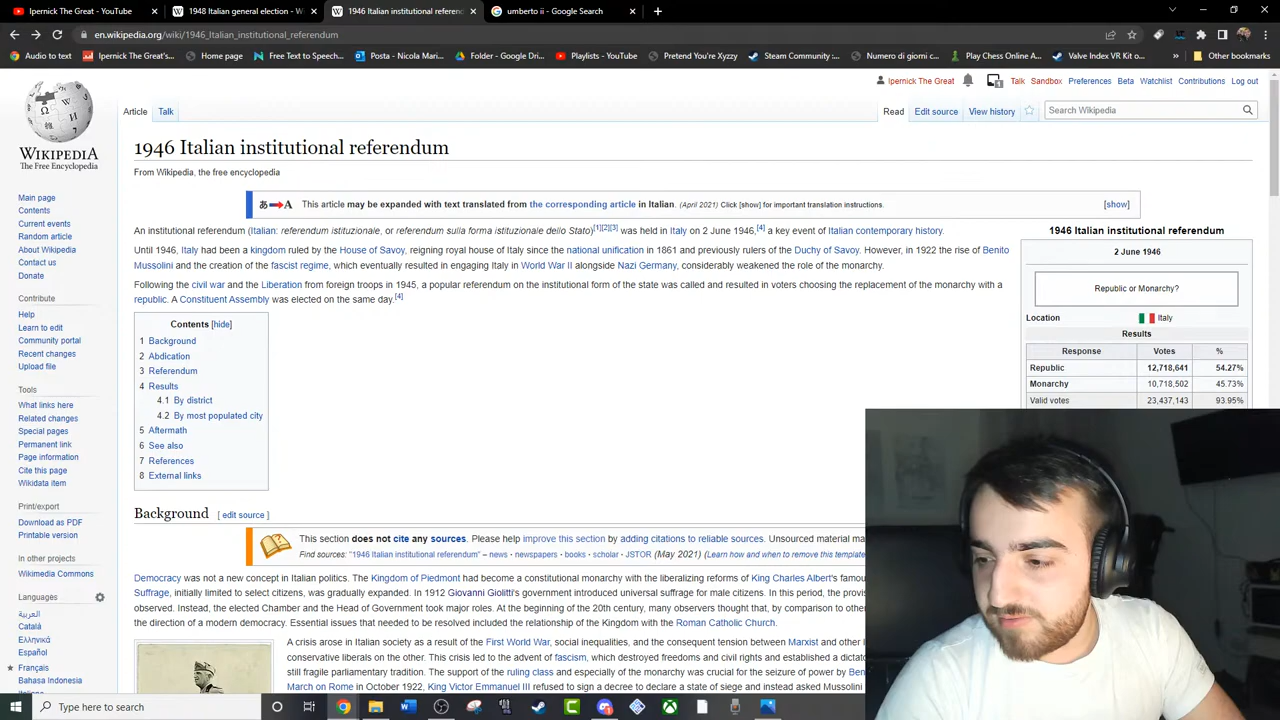 Ipernick The Great - YouTube
1948 Italian general election - W
1946 Italian institutional referend
umberto ii - Google Search
en.wikipedia.org/wiki/1946_Italian_institutional_referendum
Audio to text
Ipernick The Great's...
Home page
Free Text to Speech...
Posta - Nicola Mari...
Folder - Google Driv...
Playlists - YouTube
Pretend You're Xyzzy
Steam Community :...
Numero di giorni c...
Play Chess Online A...
Valve Index VR Kit o...
Other bookmarks
Ipernick The Great
Talk
Sandbox
Preferences
Beta
Watchlist
Contributions
Log out
Article
Talk
Read
Edit source
View history
Search Wikipedia
WIKIPEDIA
The Free Encyclopedia
Main page
Contents
Current events
Random article
About Wikipedia
Contact us
Donate
Contribute
Help
Learn to edit
Community portal
Recent changes
Upload file
Tools
What links here
Related changes
Special pages
Permanent link
Page information
Cite this page
Wikidata item
Print/export
Download as PDF
Printable version
In other projects
Wikimedia Commons
Languages
العربية
Català
Ελληνικά
Español
Français
Bahasa Indonesia
1946 Italian institutional referendum
From Wikipedia, the free encyclopedia
あ A This article may be expanded with text translated from the corresponding article in Italian. (April 2021) Click [show] for important translation instructions. [show]
An institutional referendum (Italian: referendum istituzionale, or referendum sulla forma istituzionale dello Stato)[1][2][3] was held in Italy on 2 June 1946,[4] a key event of Italian contemporary history.
Until 1946, Italy had been a kingdom ruled by the House of Savoy, reigning royal house of Italy since the national unification in 1861 and previously rulers of the Duchy of Savoy. However, in 1922 the rise of Benito
Mussolini and the creation of the fascist regime, which eventually resulted in engaging Italy in World War II alongside Nazi Germany, considerably weakened the role of the monarchy.
Following the civil war and the Liberation from foreign troops in 1945, a popular referendum on the institutional form of the state was called and resulted in voters choosing the replacement of the monarchy with a
republic. A Constituent Assembly was elected on the same day.[4]
Contents [hide]
1 Background
2 Abdication
3 Referendum
4 Results
4.1 By district
4.2 By most populated city
5 Aftermath
6 See also
7 References
8 External links
1946 Italian institutional referendum
2 June 1946
Republic or Monarchy?
Location Italy
Results
Response Votes %
Republic 12,718,641 54.27%
Monarchy 10,718,502 45.73%
Valid votes 23,437,143 93.95%
Background [ edit source ]
This section does not cite any sources. Please help improve this section by adding citations to reliable sources. Unsourced material ma
Find sources: "1946 Italian institutional referendum" – news · newspapers · books · scholar · JSTOR (May 2021) (Learn how and when to remove this template
Democracy was not a new concept in Italian politics. The Kingdom of Piedmont had become a constitutional monarchy with the liberalizing reforms of King Charles Albert's famou
Suffrage, initially limited to select citizens, was gradually expanded. In 1912 Giovanni Giolitti's government introduced universal suffrage for male citizens. In this period, the provi
observed. Instead, the elected Chamber and the Head of Government took major roles. At the beginning of the 20th century, many observers thought that, by comparison to othe
direction of a modern democracy. Essential issues that needed to be resolved included the relationship of the Kingdom with the Roman Catholic Church.
A crisis arose in Italian society as a result of the First World War, social inequalities, and the consequent tension between Marxist and other l
conservative liberals on the other. This crisis led to the advent of fascism, which destroyed freedoms and civil rights and established a dictato
still fragile parliamentary tradition. The support of the ruling class and especially of the monarchy was crucial for the seizure of power by Ben
March on Rome in October 1922, King Victor Emmanuel III refused to sign a decree to declare a state of siege and instead asked Mussolini
Type here to search